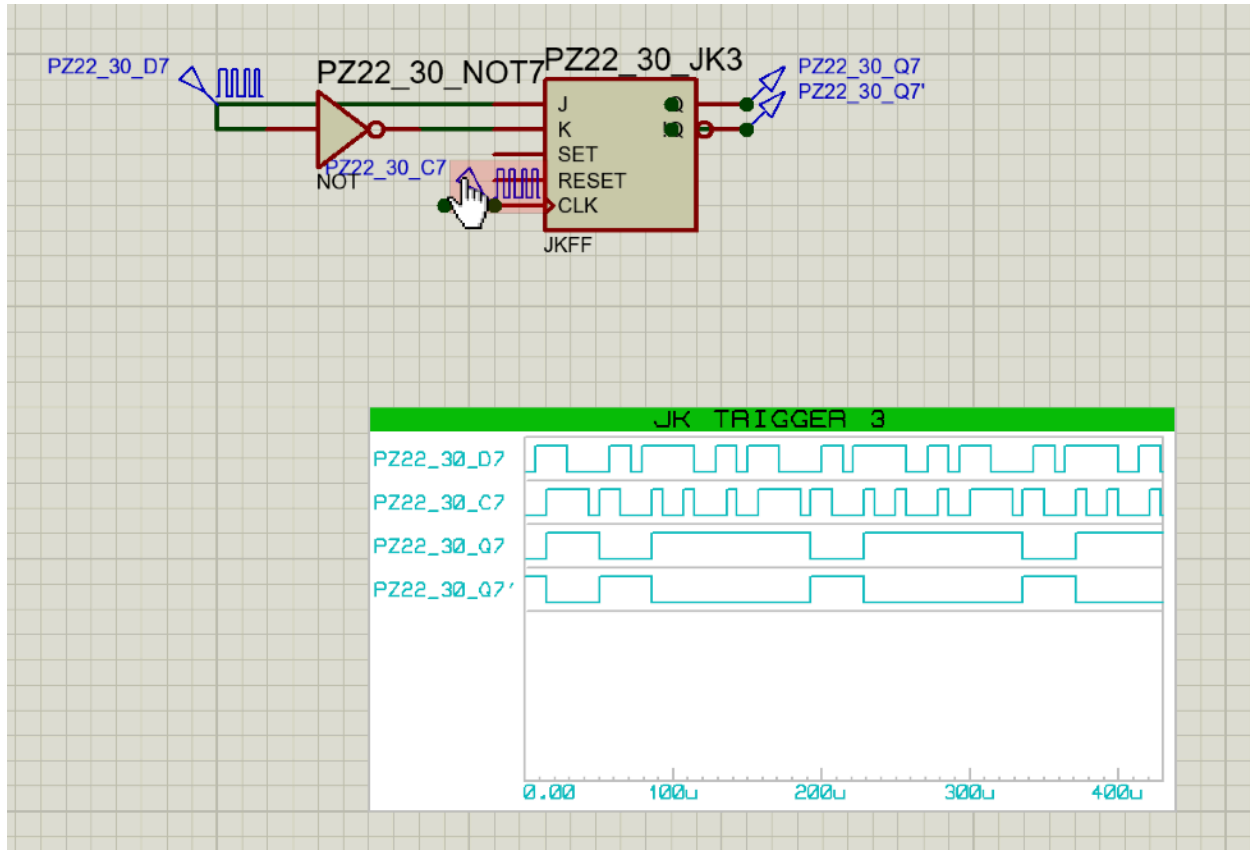 PZ22_30_D7
PZ22_30_NOT7
PZ22_30_JK3
PZ22_30_Q7
PZ22_30_Q7'
J
Q
K
!Q
SET
PZ22_30_C7
NOT
RESET
CLK
JKFF
JK TRIGGER 3
PZ22_30_D7
PZ22_30_C7
PZ22_30_Q7
PZ22_30_Q7'
0.00 100u 200u 300u 400u